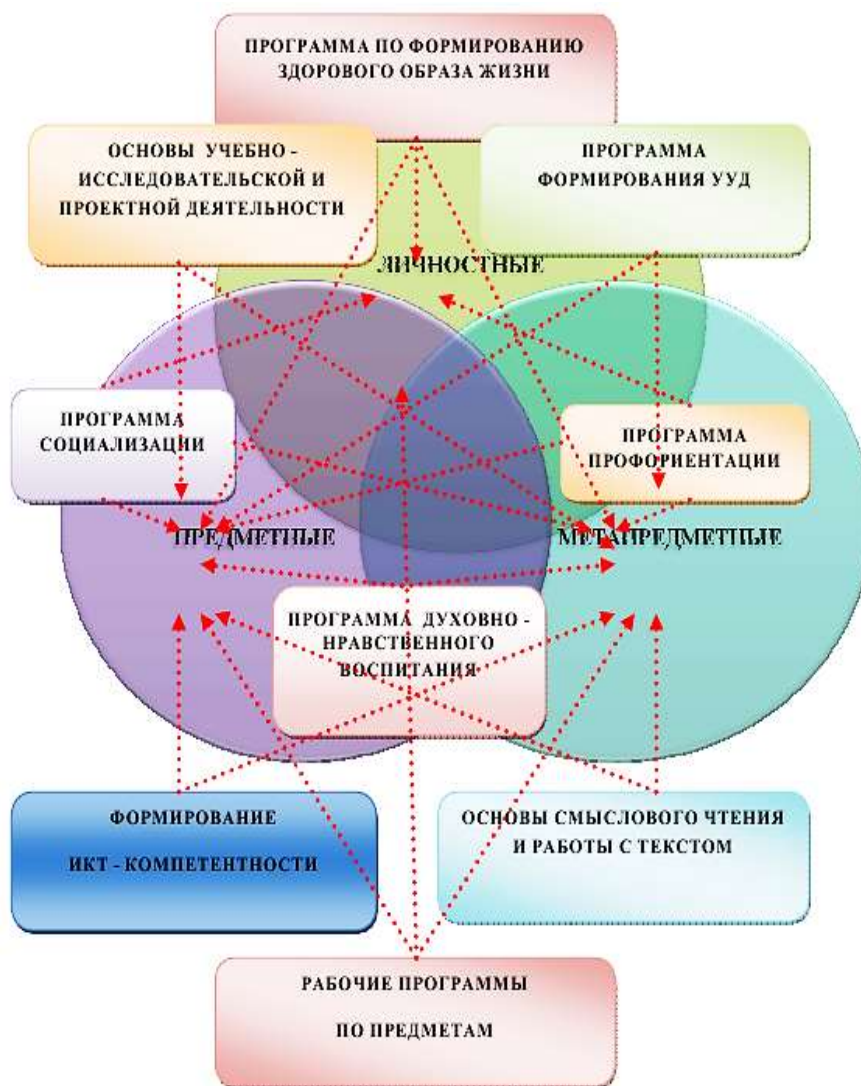 ПРОГРАММА ПО ФОРМИРОВАНИЮ
ЗДОРОВОГО ОБРАЗА ЖИЗНИ
ОСНОВЫ УЧЕБНО -
ИССЛЕДОВАТЕЛЬСКОЙ И
ПРОЕКТНОЙ ДЕЯТЕЛЬНОСТИ
ПРОГРАММА
ФОРМИРОВАНИЯ УУД
ЛИЧНОСТНЫЕ
ПРОГРАММА
СОЦИАЛИЗАЦИИ
ПРОГРАММА
ПРОФОРИЕНТАЦИИ
ПРЕДМЕТНЫЕ
МЕТАПРЕДМЕТНЫЕ
ПРОГРАММА ДУХОВНО -
НРАВСТВЕННОГО
ВОСПИТАНИЯ
ФОРМИРОВАНИЕ
ИКТ - КОМПЕТЕНТНОСТИ
ОСНОВЫ СМЫСЛОВОГО ЧТЕНИЯ
И РАБОТЫ С ТЕКСТОМ
РАБОЧИЕ ПРОГРАММЫ
ПО ПРЕДМЕТАМ